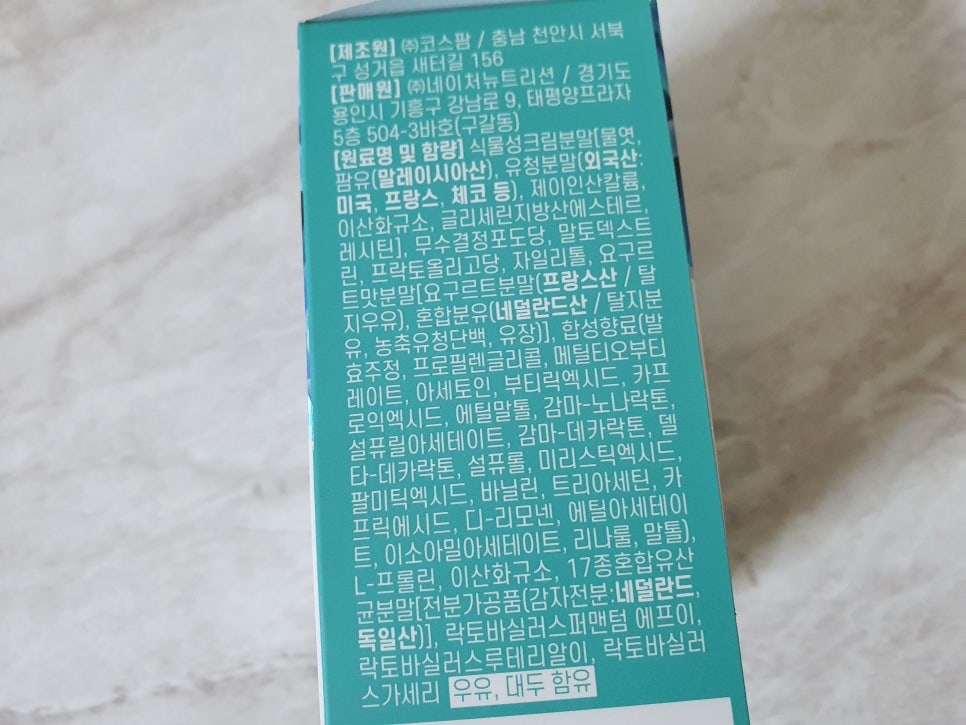 [제조원] ㈜코스팜 / 충남 천안시 서북
구 성거읍 새터길 156
[판매원] ㈜네이처뉴트리션 / 경기도
용인시 기흥구 강남로 9, 태평양프라자
5층 504-3바호(구갈동)
[원료명 및 함량] 식물성크림분말[물엿,
팜유(말레이시아산), 유청분말(외국산:
미국, 프랑스, 체코 등), 제이인산칼륨,
이산화규소, 글리세린지방산에스테르,
레시틴], 무수결정포도당, 말토덱스트
린, 프락토올리고당, 자일리톨, 요구르
트맛분말[요구르트분말(프랑스산 / 탈
지우유), 혼합분유(네덜란드산 / 탈지분
유, 농축유청단백, 유장)], 합성향료(발
효주정, 프로필렌글리콜, 메틸티오부티
레이트, 아세토인, 부티릭엑시드, 카프
로익엑시드, 에틸말톨, 감마-노나락톤,
설퓨릴아세테이트, 감마-데카락톤, 델
타-데카락톤, 설퓨롤, 미리스틱엑시드,
팔미틱엑시드, 바닐린, 트리아세틴, 카
프릭에시드, 디-리모넨, 에틸아세테이
트, 이소아밀아세테이트, 리나룰, 말톨),
L-프롤린, 이산화규소, 17종혼합유산
균분말[전분가공품(감자전분:네덜란드,
독일산)], 락토바실러스퍼맨텀 에프이,
락토바실러스루테리알이, 락토바실러
스가세리 우유, 대두 함유